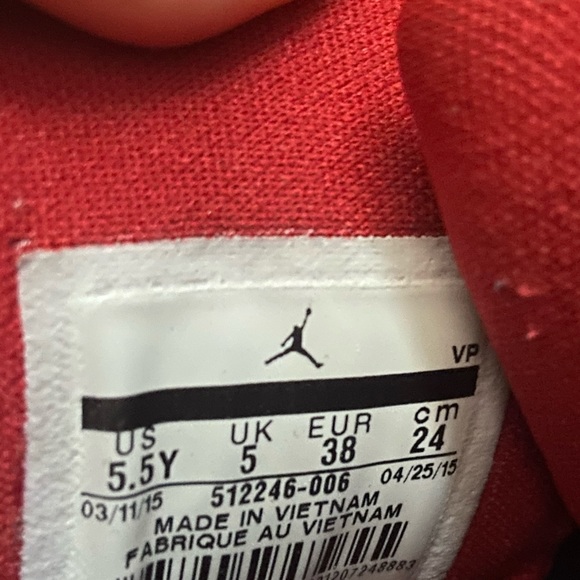 VP
US UK EUR cm
5.5Y 5 38 24
03/11/15 512246-006 04/25/15
MADE IN VIETNAM
FABRIQUE AU VIETNAM